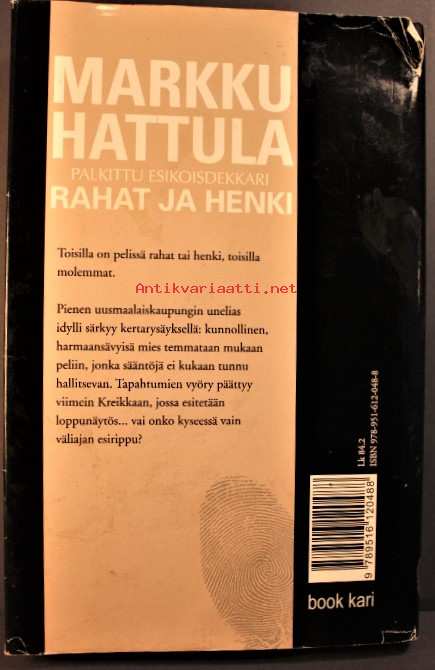 MARKKU
HATTULA
PALKITTU ESIKOISDEKKARI
RAHAT JA HENKI
Toisilla on pelissä rahat tai henki, toisilla
molemmat.
Antikvariaatti.net
Pienen uusmaalaiskaupungin unelias
idylli särkyy kertarysäyksellä: kunnollinen,
harmaansävyisä mies temmataan mukaan
peliin, jonka sääntöjä ei kukaan tunnu
hallitsevan. Tapahtumien vyöry päättyy
viimein Kreikkaan, jossa esitetään
loppunäytös... vai onko kyseessä vain
väliajan esirippu?
Lk 84.2
ISBN 978-951-612-048-8
9 789516 120488
book kari